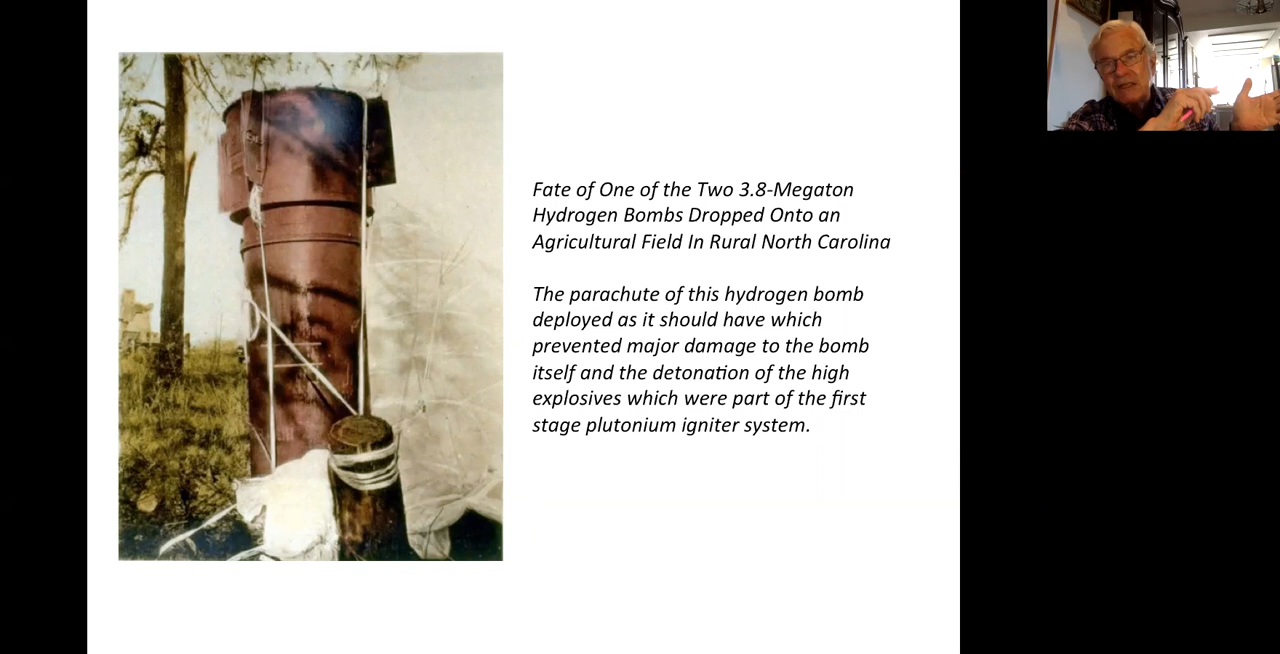 Fate of One of the Two 3.8-Megaton
Hydrogen Bombs Dropped Onto an
Agricultural Field In Rural North Carolina
The parachute of this hydrogen bomb
deployed as it should have which
prevented major damage to the bomb
itself and the detonation of the high
explosives which were part of the first
stage plutonium igniter system.